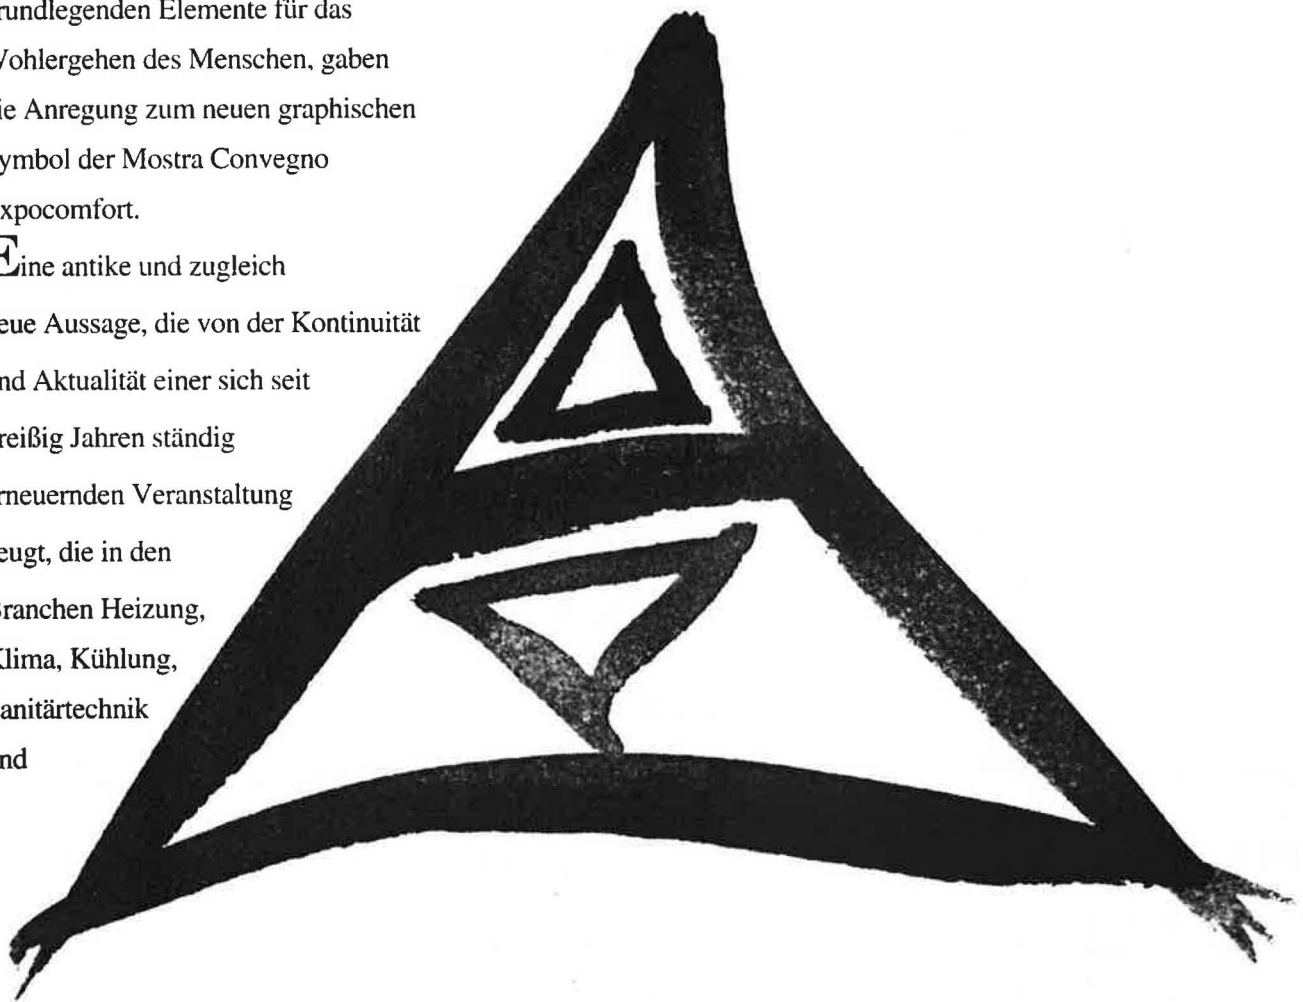 rundlegenden Elemente für das
ohlergehen des Menschen, gaben
ie Anregung zum neuen graphischen
ymbol der Mostra Convegno
xpocomfort.
Eine antike und zugleich
eue Aussage, die von der Kontinuität
nd Aktualität einer sich seit
reißig Jahren ständig
rneuernden Veranstaltung
eugt, die in den
Branchen Heizung,
Klima, Kühlung,
anitärtechnik
nd